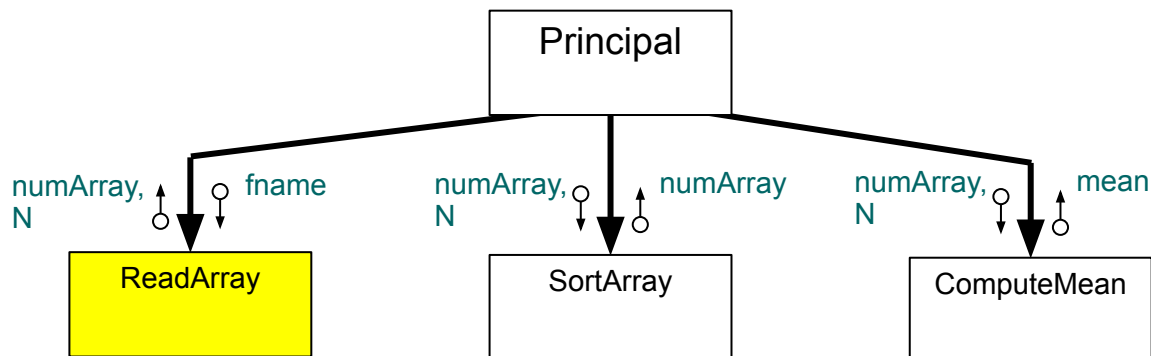 Principal
numArray,
N
fname
numArray,
N
numArray
numArray,
N
mean
ReadArray
SortArray
ComputeMean